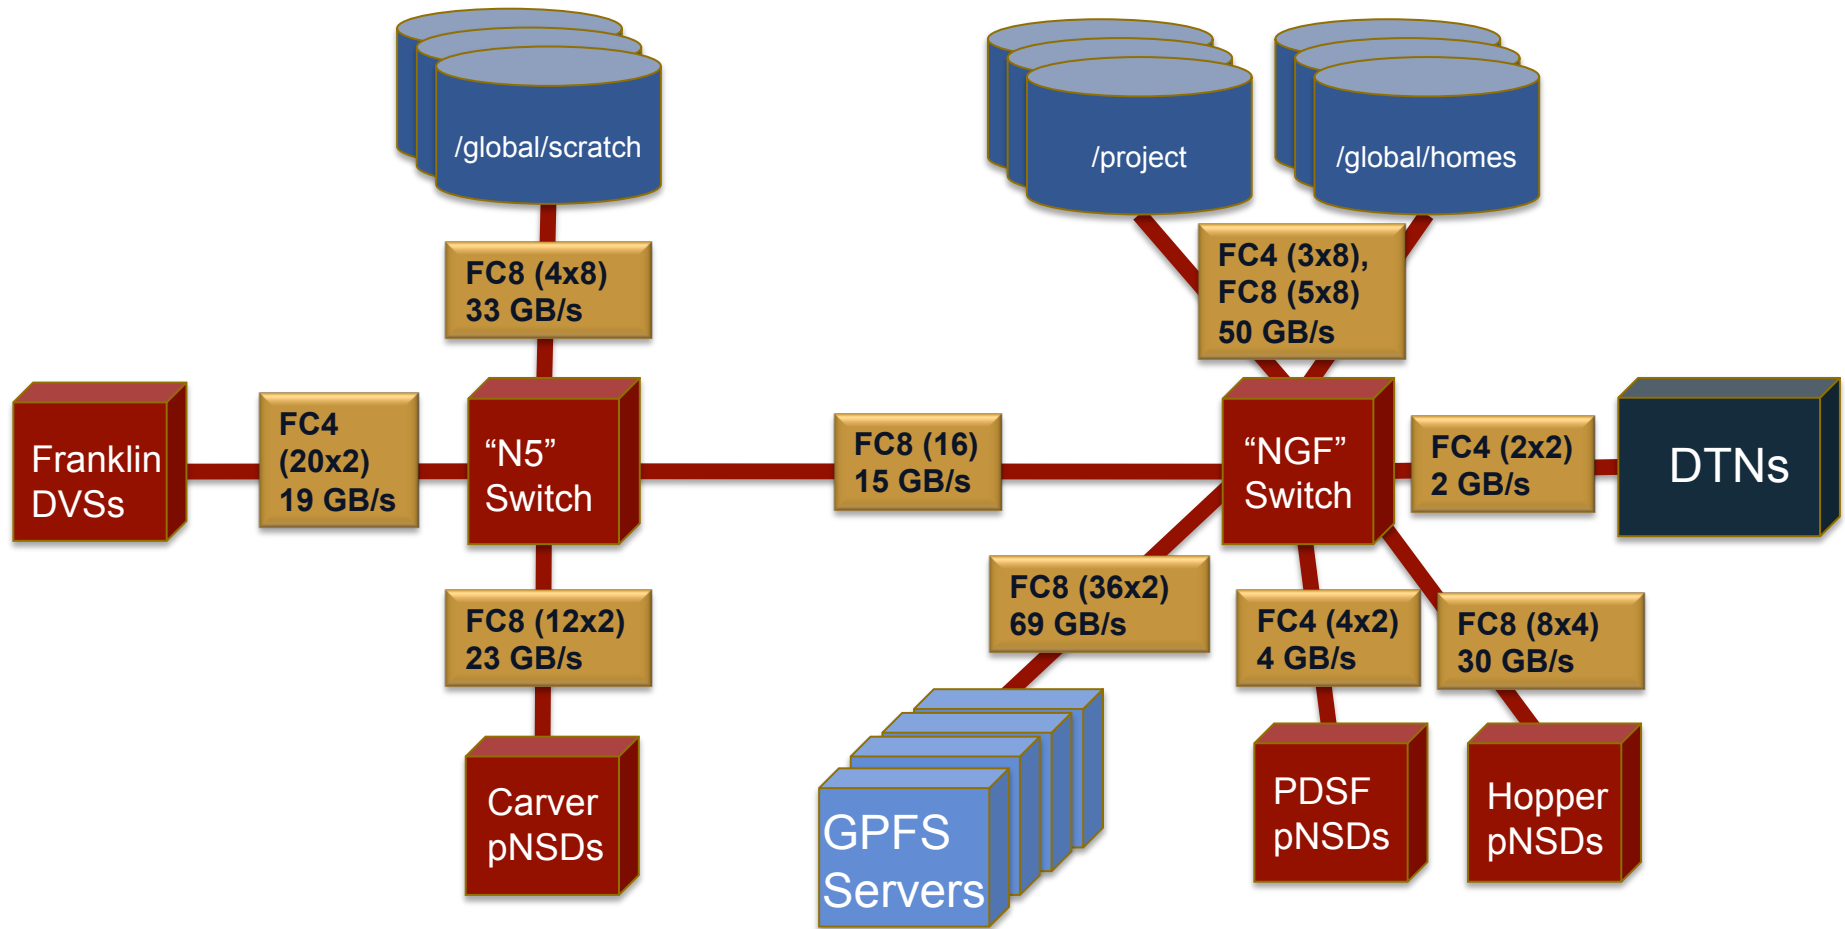 /global/scratch
/project
/global/homes
FC8 (4x8)
33 GB/s
FC4 (3x8),
FC8 (5x8)
50 GB/s
Franklin
DVSs
FC4
(20x2)
19 GB/s
“N5”
Switch
FC8 (16)
15 GB/s
“NGF”
Switch
FC4 (2x2)
2 GB/s
DTNs
FC8 (12x2)
23 GB/s
FC8 (36x2)
69 GB/s
FC4 (4x2)
4 GB/s
FC8 (8x4)
30 GB/s
Carver
pNSDs
GPFS
Servers
PDSF
pNSDs
Hopper
pNSDs